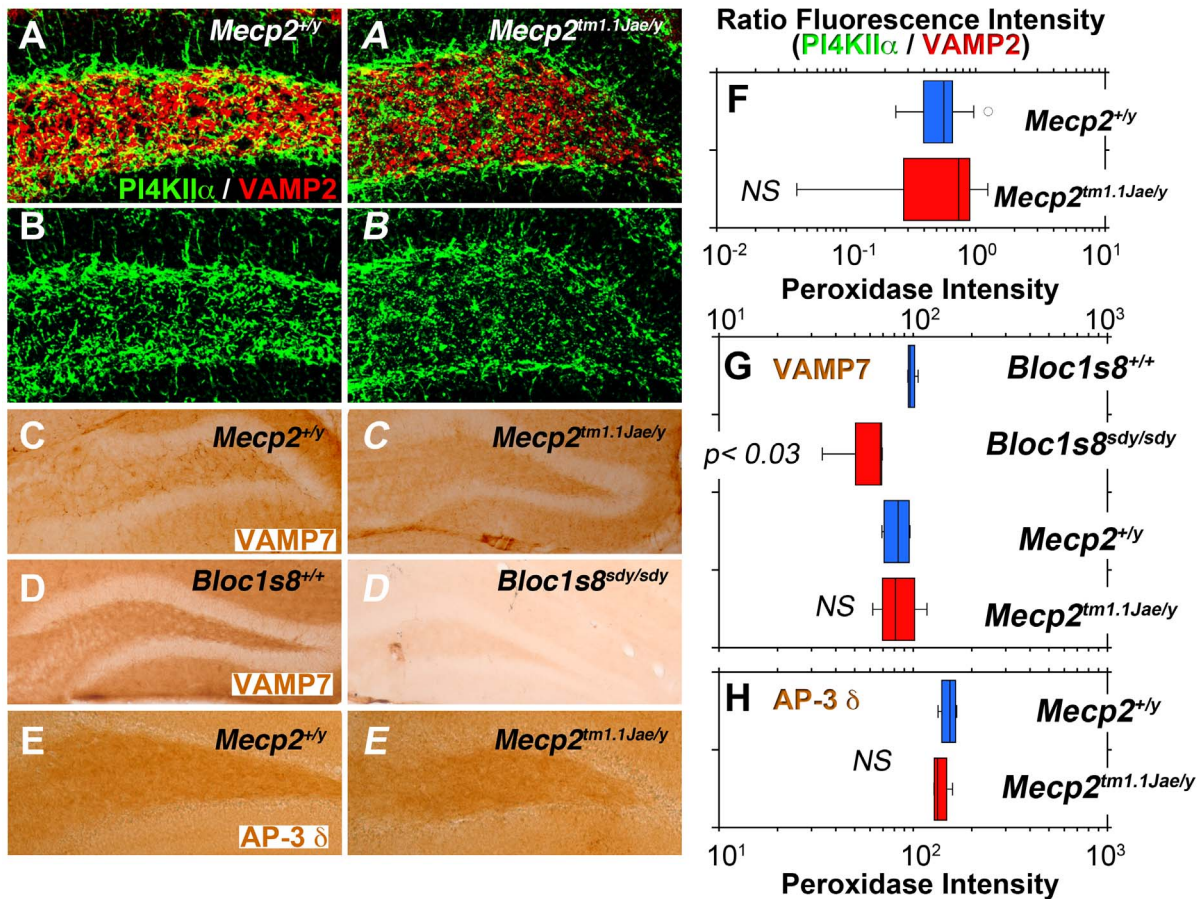 A Mecp2+/y
A Mecp2tm1.1Jae/y
PI4KIIα / VAMP2
B
B
C Mecp2+/y
VAMP7
C Mecp2tm1.1Jae/y
D Bloc1s8+/+
VAMP7
D Bloc1s8sdy/sdy
E Mecp2+/y
AP-3 δ
E Mecp2tm1.1Jae/y
Ratio Fluorescence Intensity
(PI4KIIα / VAMP2)
F
Mecp2+/y
NS
Mecp2tm1.1Jae/y
10-2 10-1 100 101
Peroxidase Intensity
101 102 103
G VAMP7
Bloc1s8+/+
p< 0.03
Bloc1s8sdy/sdy
Mecp2+/y
NS
Mecp2tm1.1Jae/y
H AP-3 δ
Mecp2+/y
NS
Mecp2tm1.1Jae/y
101 102 103
Peroxidase Intensity